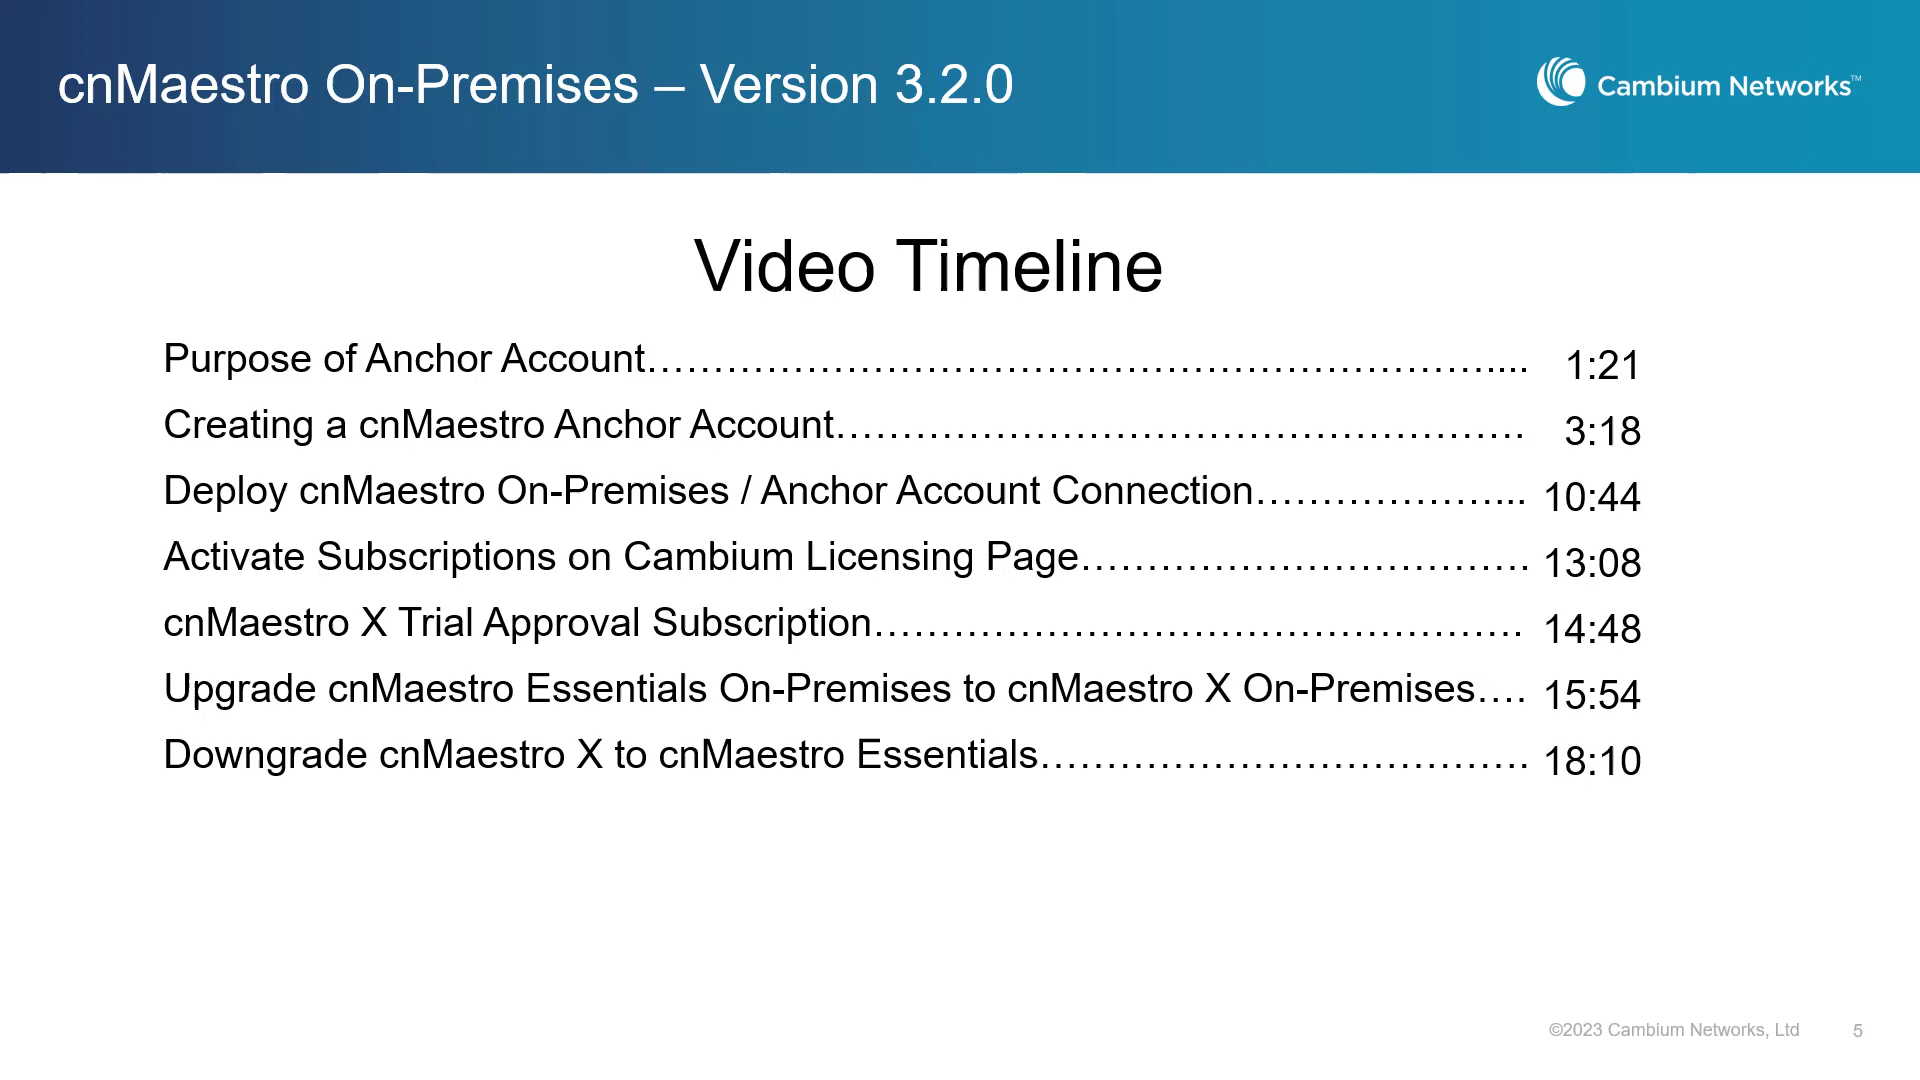 cnMaestro On-Premises – Version 3.2.0
Cambium Networks™
Video Timeline
Purpose of Anchor Account………………………………………………………….... 1:21
Creating a cnMaestro Anchor Account……………………………………………. 3:18
Deploy cnMaestro On-Premises / Anchor Account Connection………………... 10:44
Activate Subscriptions on Cambium Licensing Page……………………………. 13:08
cnMaestro X Trial Approval Subscription…………………………………………. 14:48
Upgrade cnMaestro Essentials On-Premises to cnMaestro X On-Premises…. 15:54
Downgrade cnMaestro X to cnMaestro Essentials………………………………. 18:10
©2023 Cambium Networks, Ltd 5